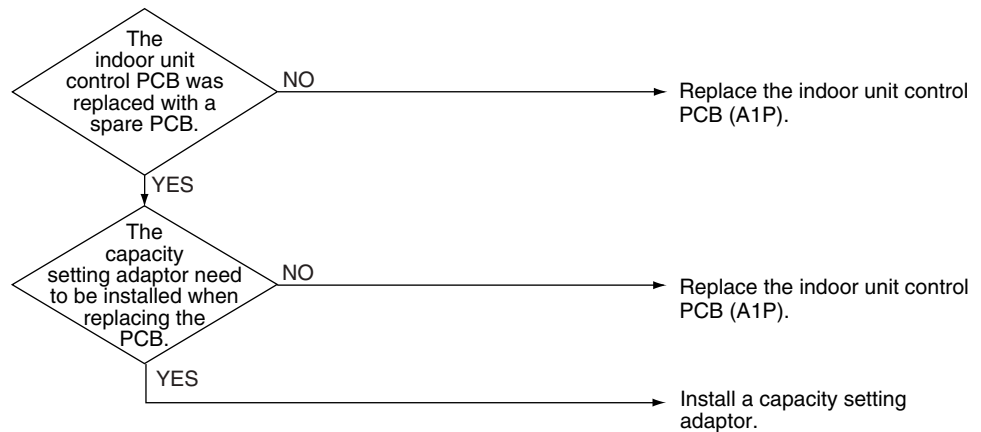 The
indoor unit
control PCB was
replaced with a
spare PCB.
NO
Replace the indoor unit control
PCB (A1P).
YES
The
capacity
setting adaptor need
to be installed when
replacing the
PCB.
NO
Replace the indoor unit control
PCB (A1P).
YES
Install a capacity setting
adaptor.